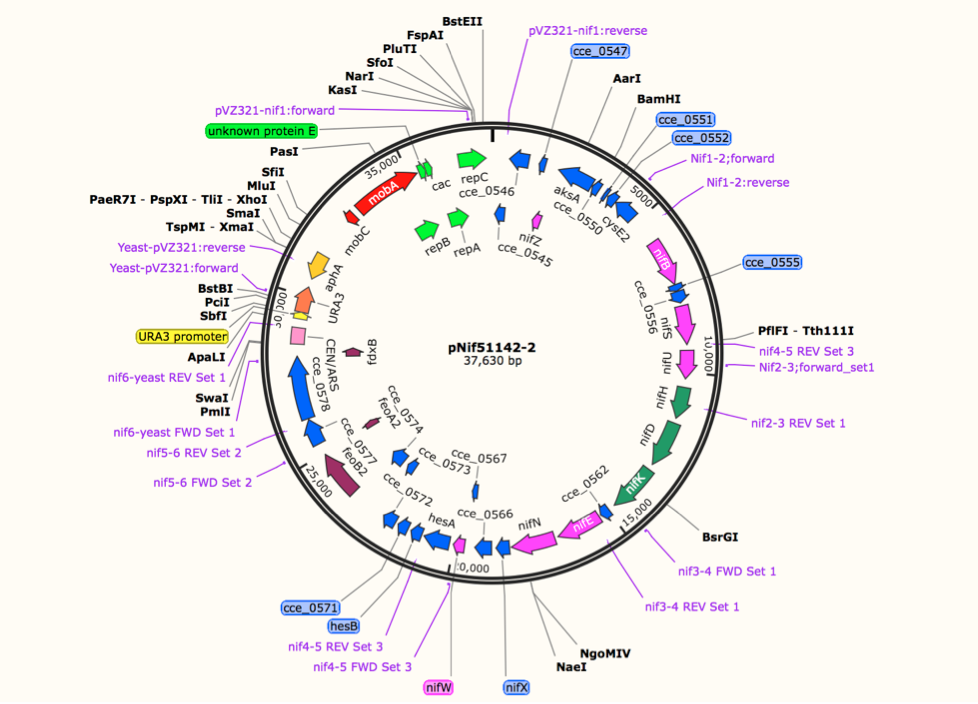 BstEII
FspAI
PluTI
SfoI
NarI
KasI
pVZ321-nif1:forward
unknown protein E
PasI
SfiI
MluI
PaeR7I - PspXI - TliI - XhoI
SmaI
TspMI - XmaI
Yeast-pVZ321:reverse
Yeast-pVZ321:forward
BstBI
PciI
SbfI
URA3 promoter
ApaLI
nif6-yeast REV Set 1
SwaI
PmlI
nif6-yeast FWD Set 1
nif5-6 REV Set 2
nif5-6 FWD Set 2
pVZ321-nif1:reverse
cce_0547
AarI
BamHI
cce_0551
cce_0552
Nif1-2;forward
Nif1-2:reverse
cce_0555
PflFI - Tth111I
nif4-5 REV Set 3
Nif2-3;forward_set1
nif2-3 REV Set 1
BsrGI
nif3-4 FWD Set 1
nif3-4 REV Set 1
NgoMIV
NaeI
nifX
nifW
nif4-5 FWD Set 3
nif4-5 REV Set 3
hesB
cce_0571
35,000
5000
10,000
15,000
25,000
mobA
mobC
cac
repC
repB
repA
cce_0546
cce_0545
nifZ
aksA
cce_0550
cysE2
nifB
cce_0556
nifS
nifU
nifH
nifD
nifK
cce_0562
nifE
nifN
cce_0566
cce_0567
hesA
cce_0572
cce_0573
cce_0574
feoA2
feoB2
cce_0577
cce_0578
CEN/ARS
URA3
aphA
pNif51142-2
37,630 bp